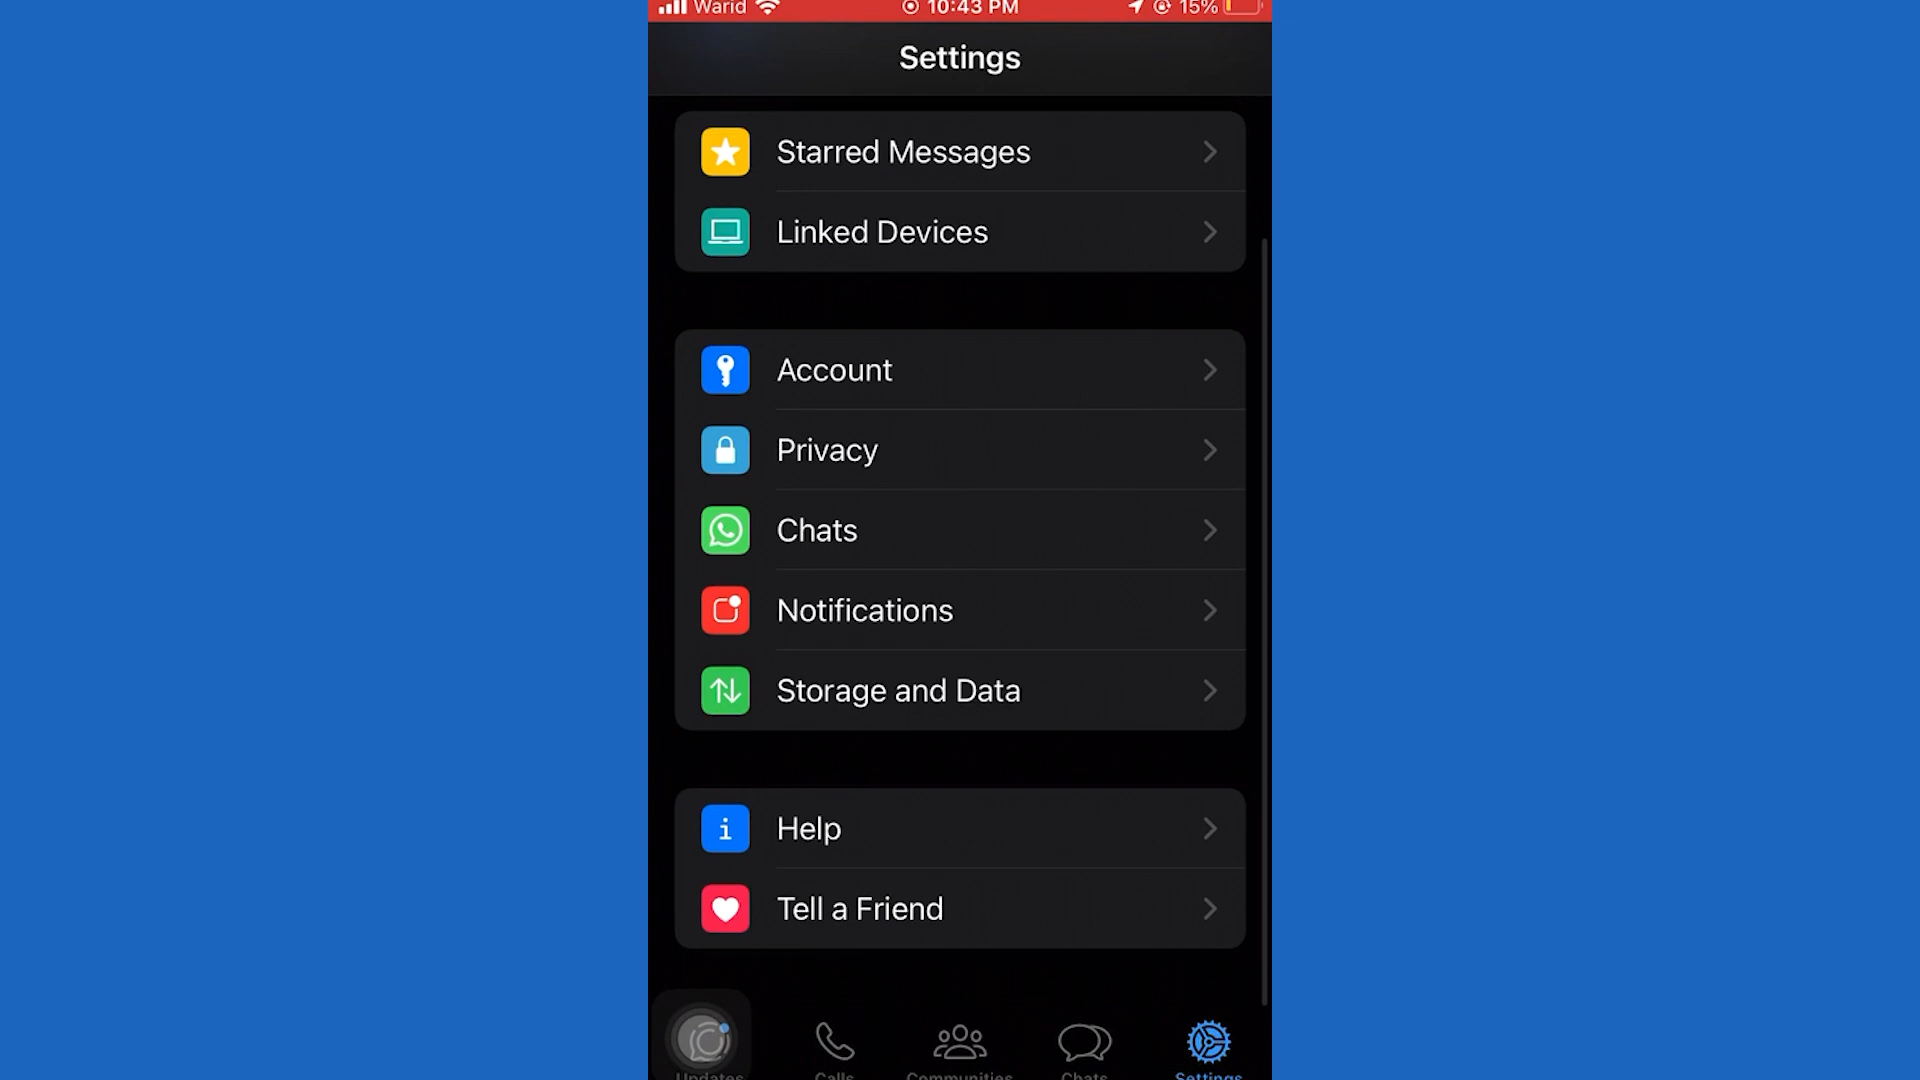 Warid 10:43 PM 15%
Settings
Starred Messages
Linked Devices
Account
Privacy
Chats
Notifications
Storage and Data
i Help
Tell a Friend
Updates Calls Communities Chats Settings